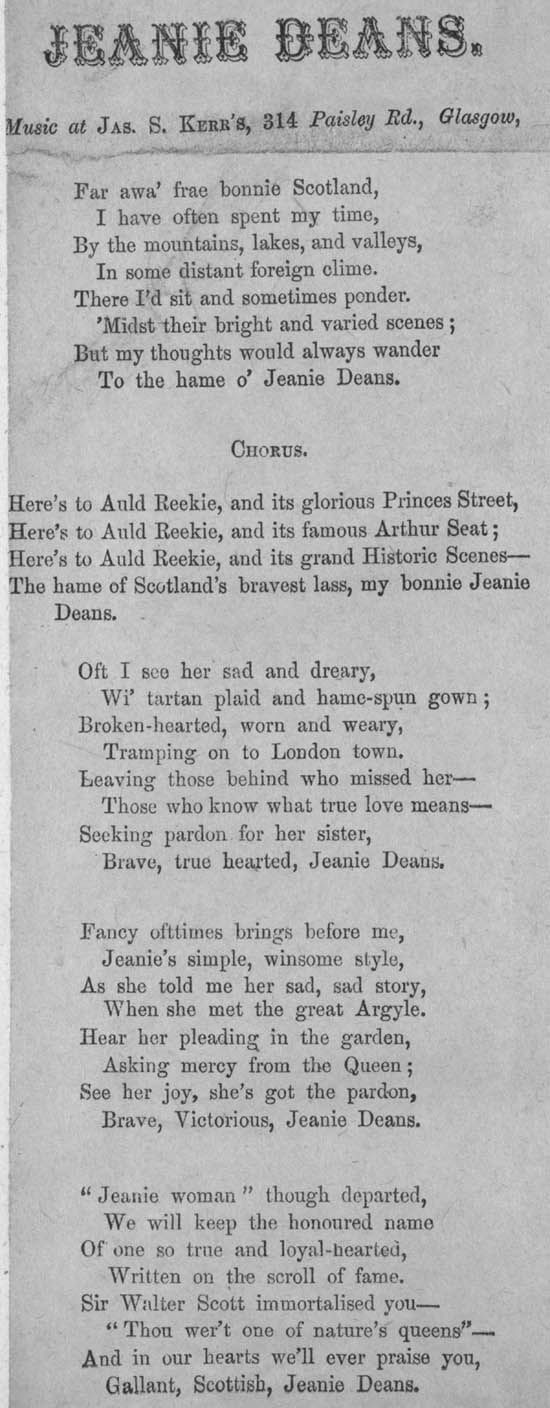 JEANIE DEANS.
Music at JAS. S. KERR'S, 314 Paisley Rd., Glasgow,
Far awa' frae bonnie Scotland,
I have often spent my time,
By the mountains, lakes, and valleys,
In some distant foreign clime.
There I'd sit and sometimes ponder.
'Midst their bright and varied scenes;
But my thoughts would always wander
To the hame o' Jeanie Deans.
CHORUS.
Here's to Auld Reekie, and its glorious Princes Street,
Here's to Auld Reekie, and its famous Arthur Seat;
Here's to Auld Reekie, and its grand Historic Scenes—
The hame of Scotland's bravest lass, my bonnie Jeanie
Deans.
Oft I see her sad and dreary,
Wi' tartan plaid and hame-spun gown;
Broken-hearted, worn and weary,
Tramping on to London town.
Leaving those behind who missed her—
Those who know what true love means—
Seeking pardon for her sister,
Brave, true hearted, Jeanie Deans.
Fancy ofttimes brings before me,
Jeanie's simple, winsome style,
As she told me her sad, sad story,
When she met the great Argyle.
Hear her pleading in the garden,
Asking mercy from the Queen;
See her joy, she's got the pardon,
Brave, Victorious, Jeanie Deans.
"Jeanie woman" though departed,
We will keep the honoured name
Of one so true and loyal-hearted,
Written on the scroll of fame.
Sir Walter Scott immortalised you—
"Thou wer't one of nature's queens"—
And in our hearts we'll ever praise you,
Gallant, Scottish, Jeanie Deans.